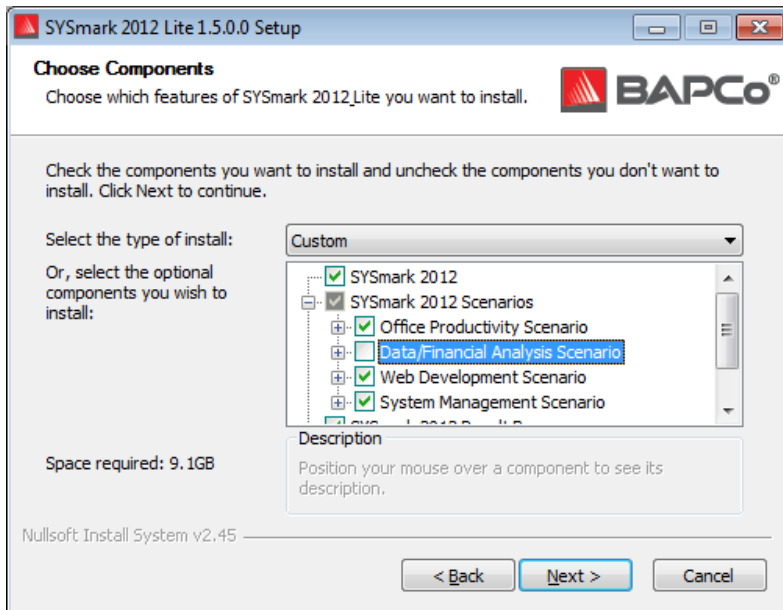 SYSmark 2012 Lite 1.5.0.0 Setup
Choose Components
Choose which features of SYSmark 2012 Lite you want to install.
BAPCo®
Check the components you want to install and uncheck the components you don't want to
install. Click Next to continue.
Select the type of install:
Custom
Or, select the optional
components you wish to
install:
SYSmark 2012
SYSmark 2012 Scenarios
Office Productivity Scenario
Data/Financial Analysis Scenario
Web Development Scenario
System Management Scenario
Space required: 9.1GB
Description
Position your mouse over a component to see its
description.
Nullsoft Install System v2.45
< Back
Next >
Cancel